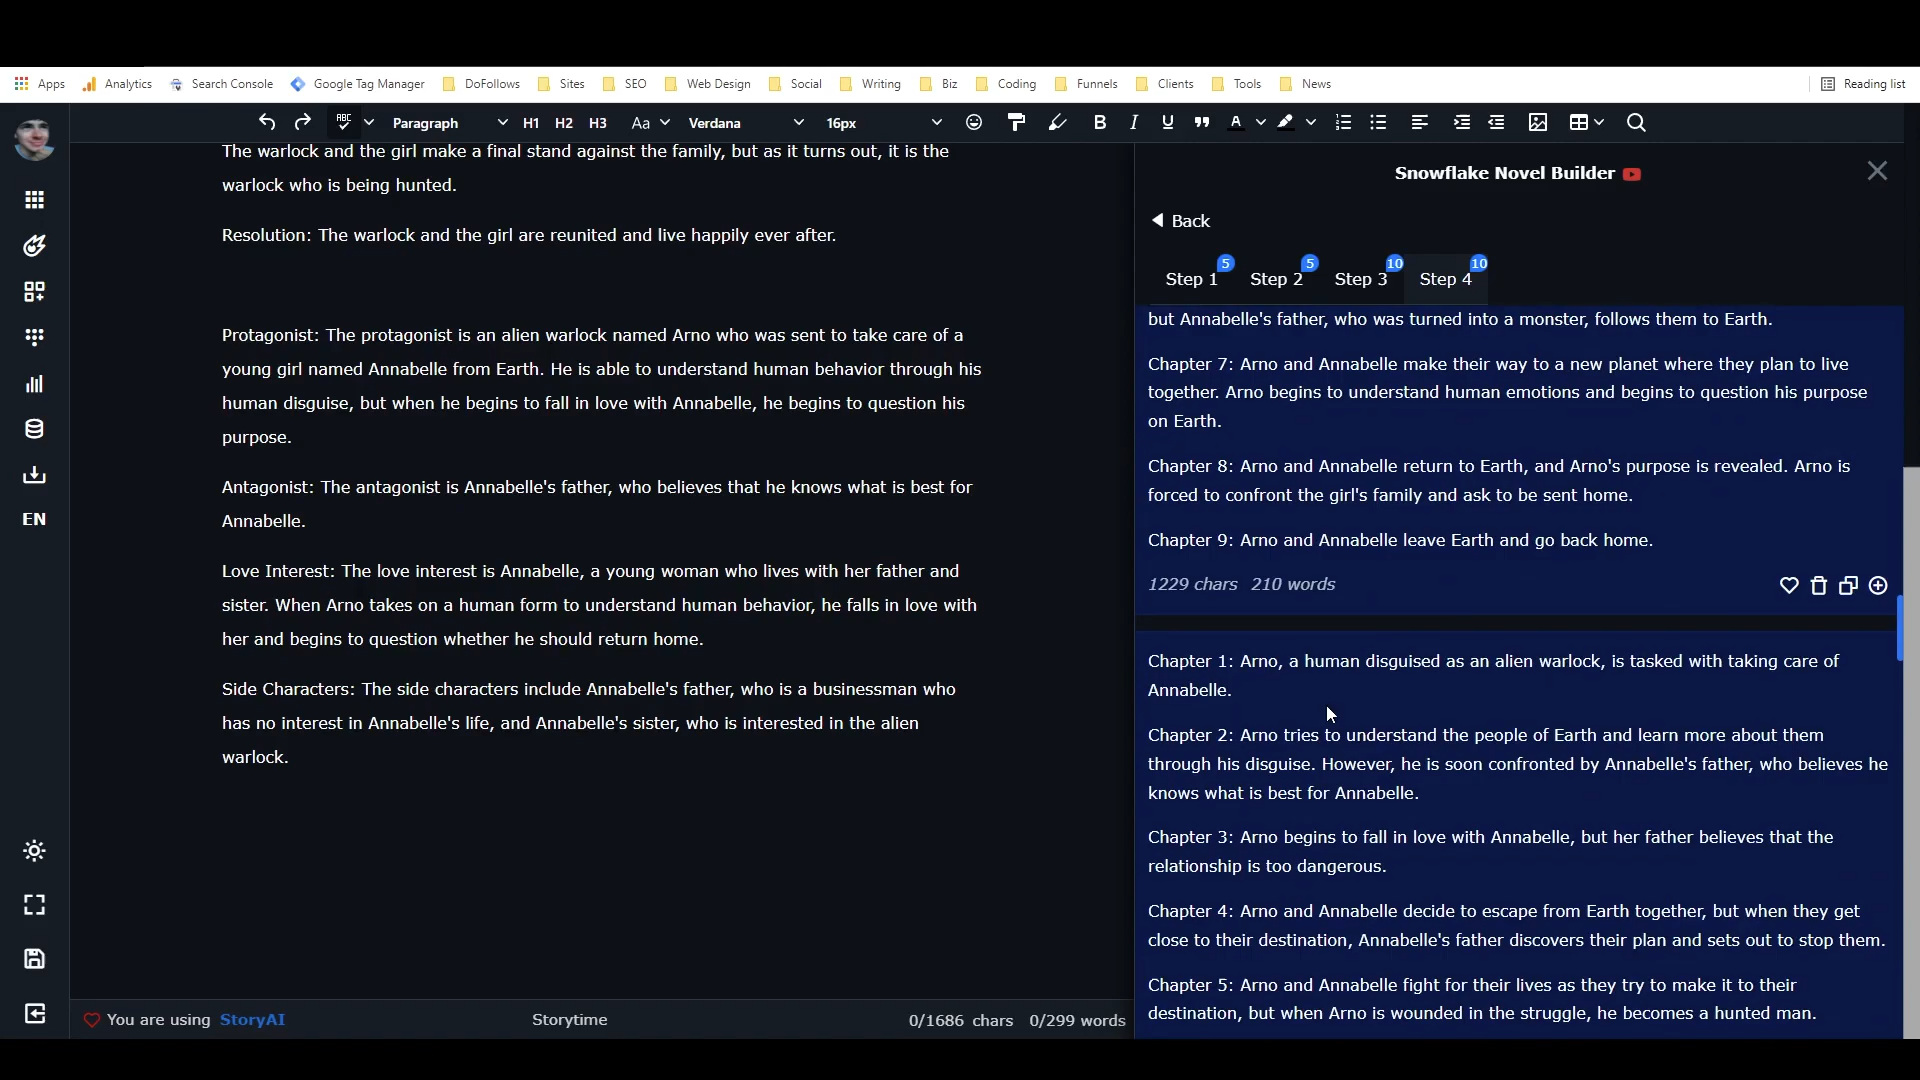 Apps Analytics Search Console Google Tag Manager DoFollows Sites SEO Web Design Social Writing Biz Coding Funnels Clients Tools News Reading list
ABC Paragraph H1 H2 H3 Aa Verdana 16px B I U A
The warlock and the girl make a final stand against the family, but as it turns out, it is the
warlock who is being hunted.
Resolution: The warlock and the girl are reunited and live happily ever after.
Protagonist: The protagonist is an alien warlock named Arno who was sent to take care of a
young girl named Annabelle from Earth. He is able to understand human behavior through his
human disguise, but when he begins to fall in love with Annabelle, he begins to question his
purpose.
Antagonist: The antagonist is Annabelle's father, who believes that he knows what is best for
Annabelle.
Love Interest: The love interest is Annabelle, a young woman who lives with her father and
sister. When Arno takes on a human form to understand human behavior, he falls in love with
her and begins to question whether he should return home.
Side Characters: The side characters include Annabelle's father, who is a businessman who
has no interest in Annabelle's life, and Annabelle's sister, who is interested in the alien
warlock.
EN
You are using StoryAI Storytime 0/1686 chars 0/299 words
Snowflake Novel Builder
Back
Step 1 5 Step 2 5 Step 3 10 Step 4 10
but Annabelle's father, who was turned into a monster, follows them to Earth.
Chapter 7: Arno and Annabelle make their way to a new planet where they plan to live
together. Arno begins to understand human emotions and begins to question his purpose
on Earth.
Chapter 8: Arno and Annabelle return to Earth, and Arno's purpose is revealed. Arno is
forced to confront the girl's family and ask to be sent home.
Chapter 9: Arno and Annabelle leave Earth and go back home.
1229 chars 210 words
Chapter 1: Arno, a human disguised as an alien warlock, is tasked with taking care of
Annabelle.
Chapter 2: Arno tries to understand the people of Earth and learn more about them
through his disguise. However, he is soon confronted by Annabelle's father, who believes he
knows what is best for Annabelle.
Chapter 3: Arno begins to fall in love with Annabelle, but her father believes that the
relationship is too dangerous.
Chapter 4: Arno and Annabelle decide to escape from Earth together, but when they get
close to their destination, Annabelle's father discovers their plan and sets out to stop them.
Chapter 5: Arno and Annabelle fight for their lives as they try to make it to their
destination, but when Arno is wounded in the struggle, he becomes a hunted man.